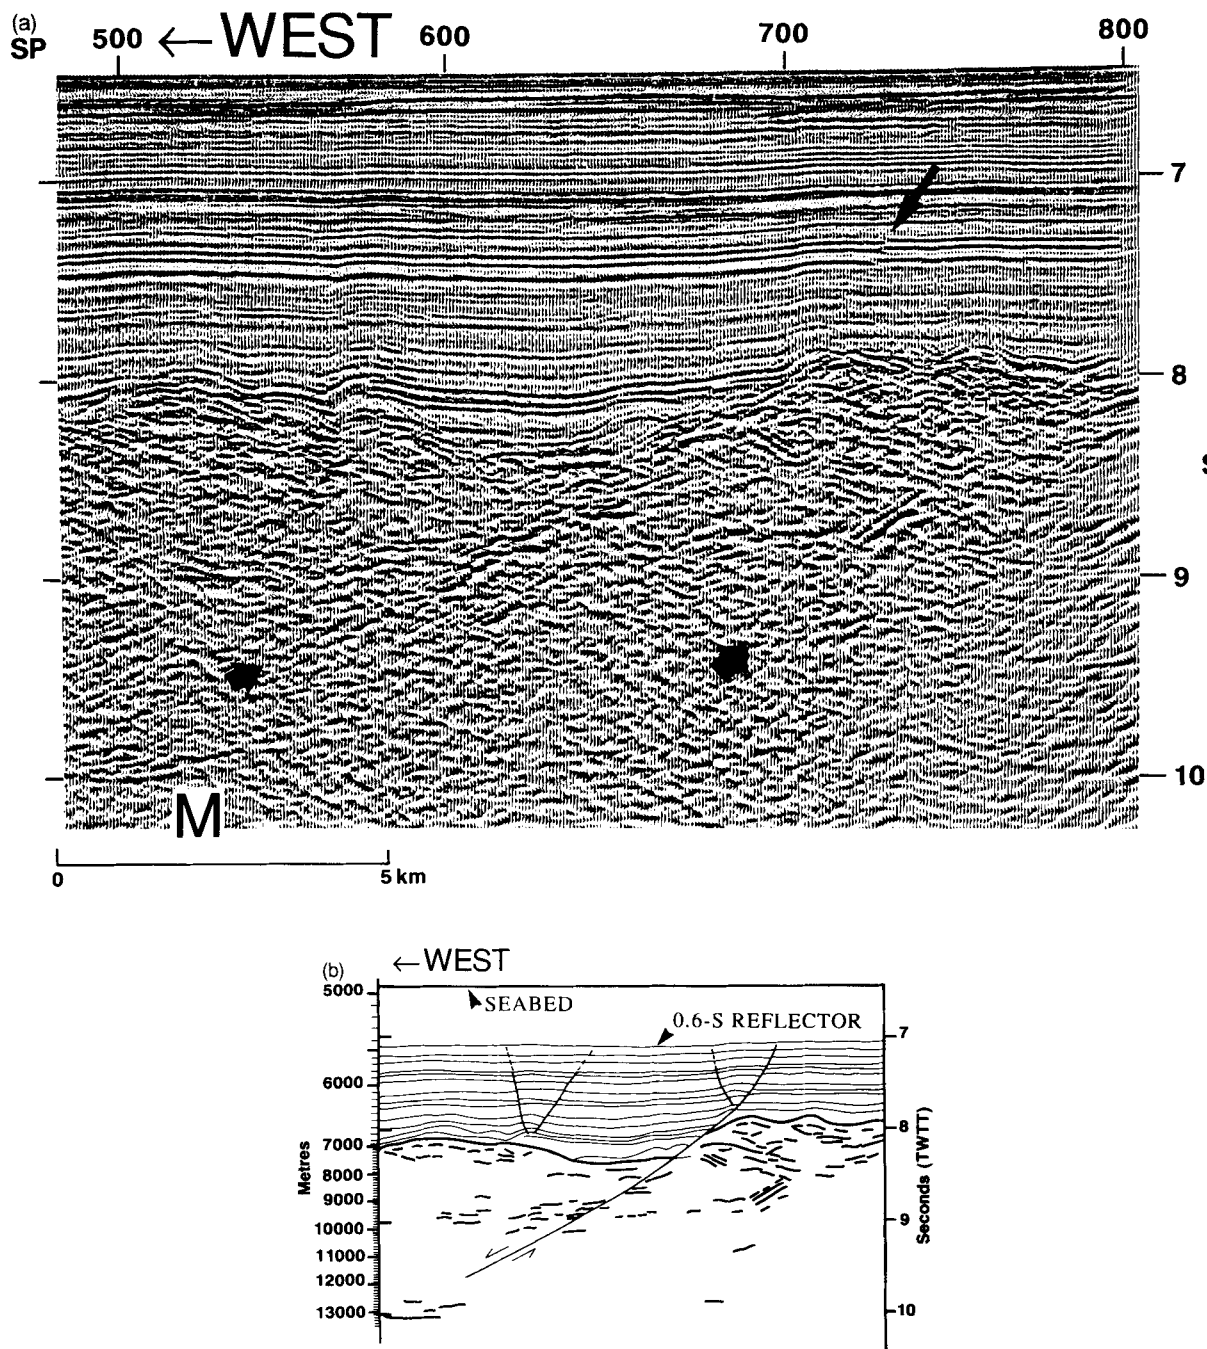 (a)
SP 500 ← WEST 600 700 800
7
8
S
9
10
M
0 5 km
(b) ← WEST
5000
SEABED
0.6-S REFLECTOR
7
6000
8
7000
8000
9000
9
10000
11000
12000
13000
10
Metres
Seconds (TWTT)